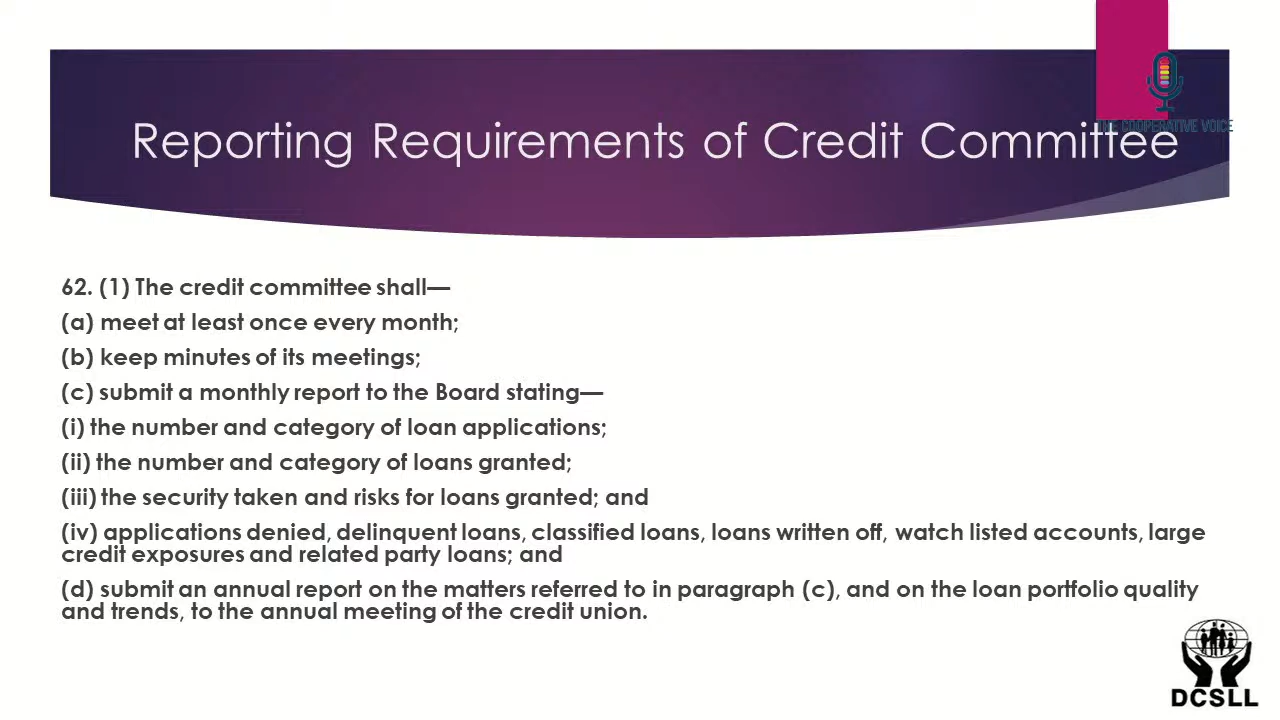 THE COOPERATIVE VOICE
Reporting Requirements of Credit Committee
62. (1) The credit committee shall—
(a) meet at least once every month;
(b) keep minutes of its meetings;
(c) submit a monthly report to the Board stating—
(i) the number and category of loan applications;
(ii) the number and category of loans granted;
(iii) the security taken and risks for loans granted; and
(iv) applications denied, delinquent loans, classified loans, loans written off, watch listed accounts, large
credit exposures and related party loans; and
(d) submit an annual report on the matters referred to in paragraph (c), and on the loan portfolio quality
and trends, to the annual meeting of the credit union.
DCSLL